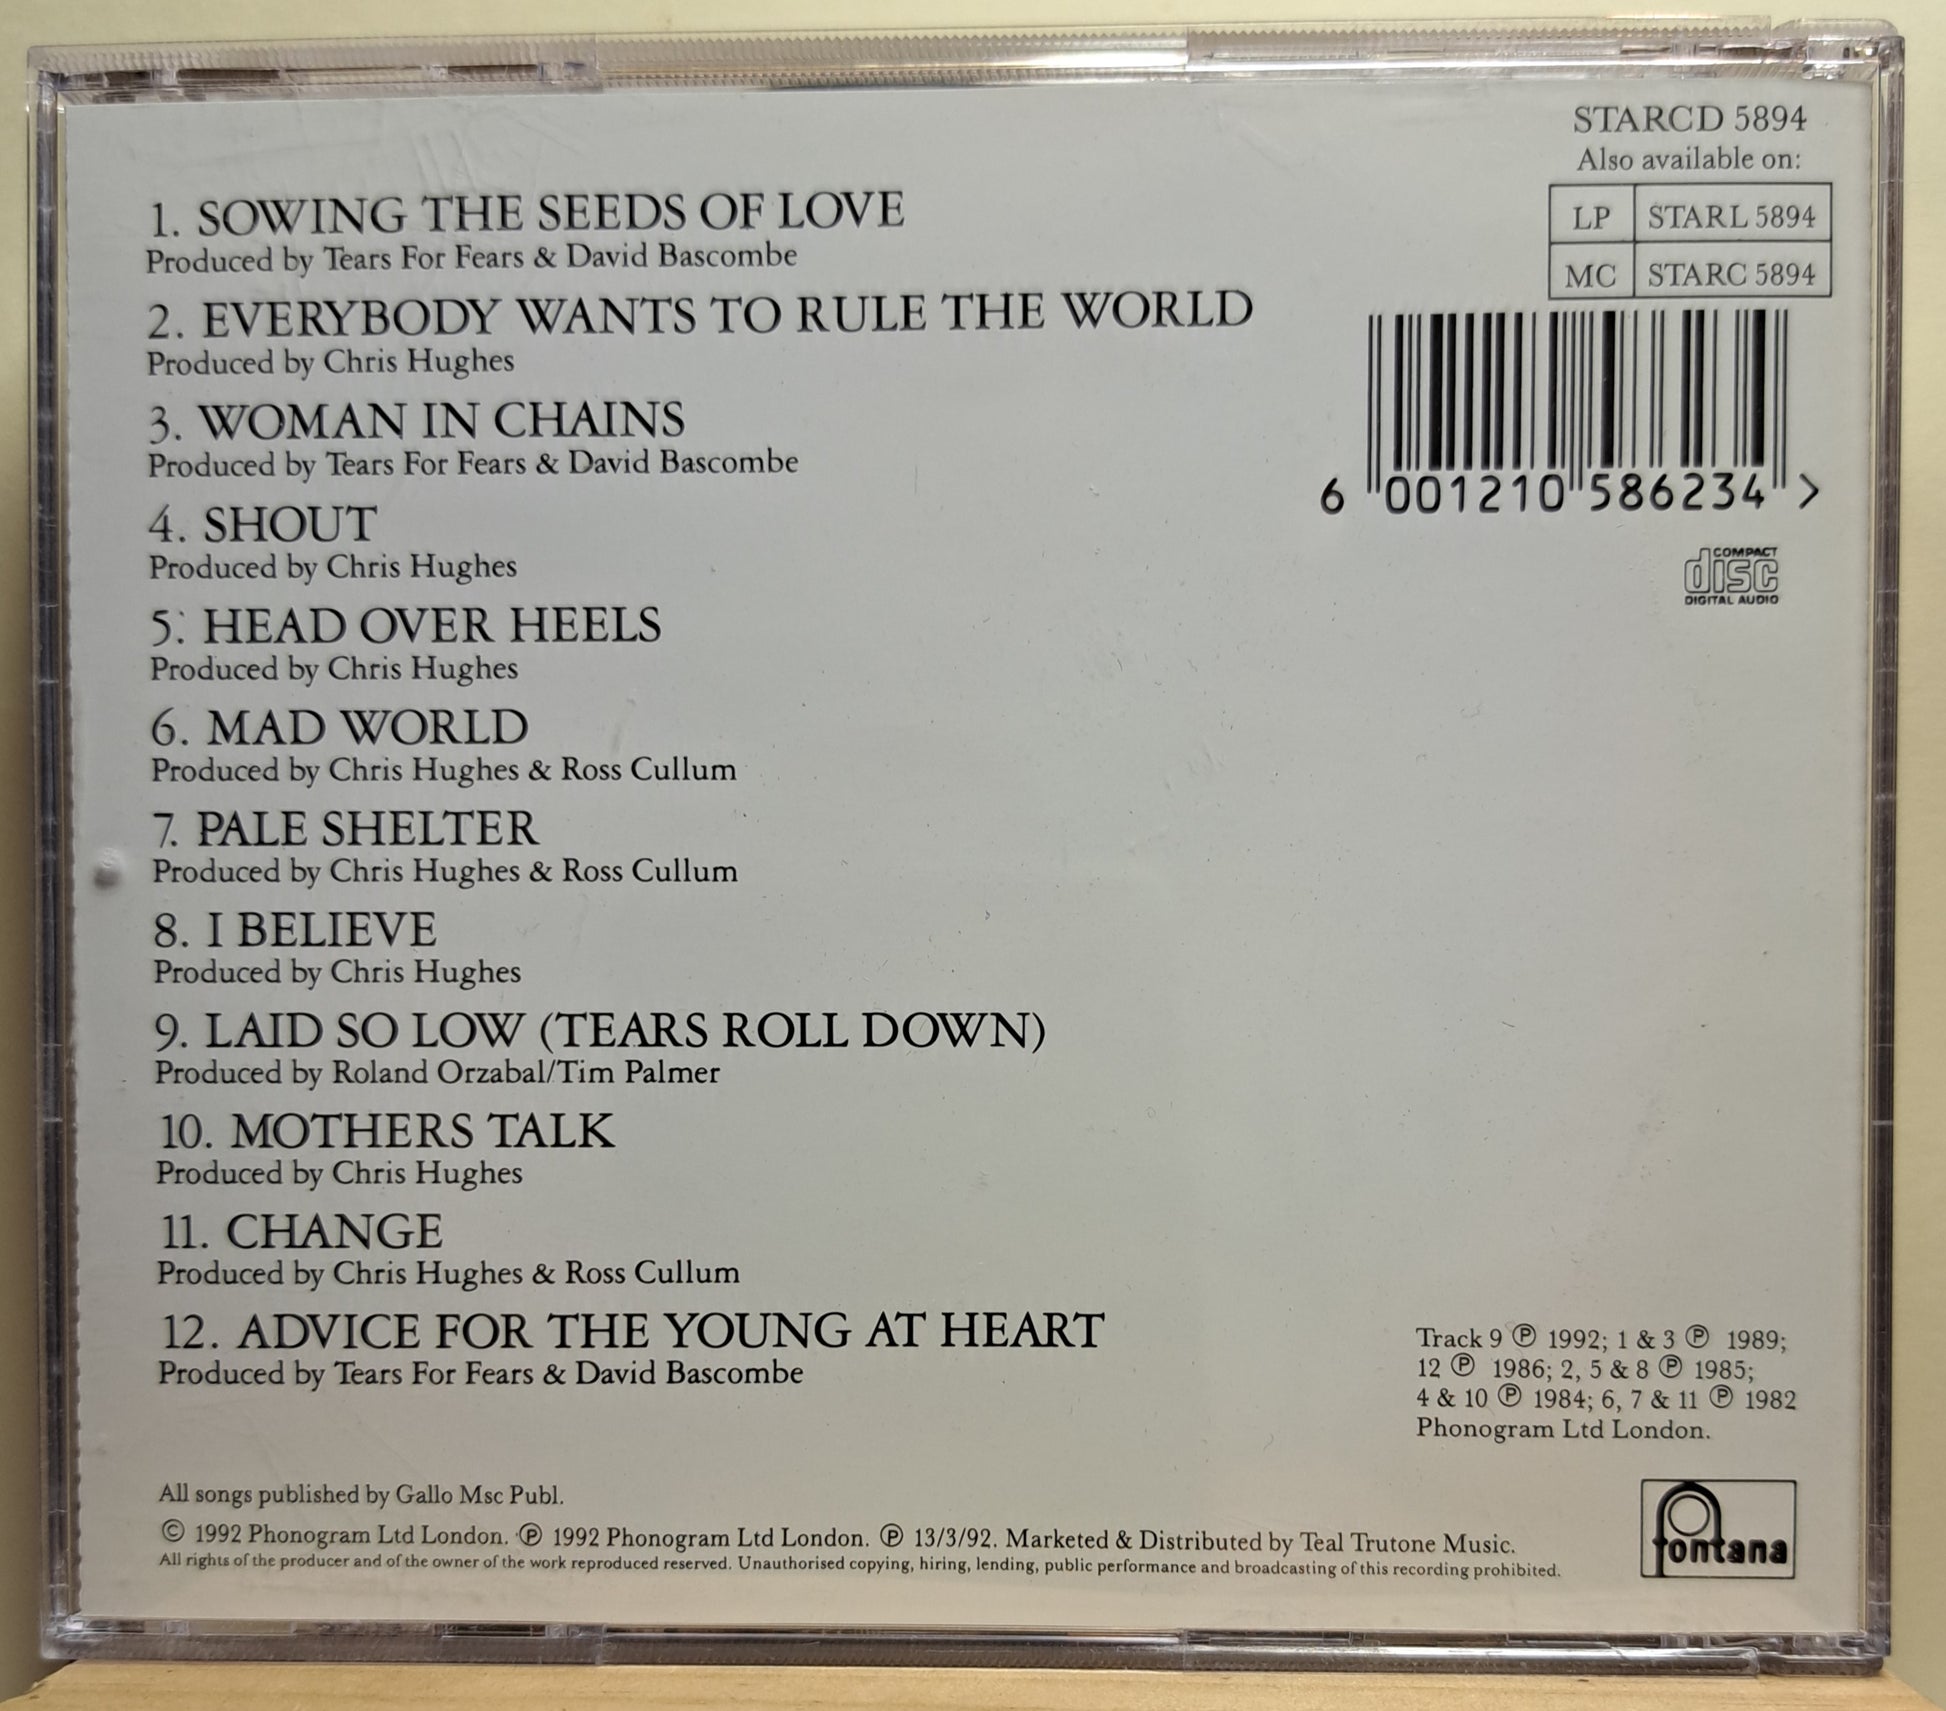 STARCD 5894
Also available on:
LP STARL 5894
MC STARC 5894
6 001210 586234 >
COMPACT
disc
DIGITAL AUDIO
1. SOWING THE SEEDS OF LOVE
Produced by Tears For Fears & David Bascombe
2. EVERYBODY WANTS TO RULE THE WORLD
Produced by Chris Hughes
3. WOMAN IN CHAINS
Produced by Tears For Fears & David Bascombe
4. SHOUT
Produced by Chris Hughes
5. HEAD OVER HEELS
Produced by Chris Hughes
6. MAD WORLD
Produced by Chris Hughes & Ross Cullum
7. PALE SHELTER
Produced by Chris Hughes & Ross Cullum
8. I BELIEVE
Produced by Chris Hughes
9. LAID SO LOW (TEARS ROLL DOWN)
Produced by Roland Orzabal/Tim Palmer
10. MOTHERS TALK
Produced by Chris Hughes
11. CHANGE
Produced by Chris Hughes & Ross Cullum
12. ADVICE FOR THE YOUNG AT HEART
Produced by Tears For Fears & David Bascombe
Track 9 ℗ 1992; 1 & 3 ℗ 1989;
12 ℗ 1986; 2, 5 & 8 ℗ 1985;
4 & 10 ℗ 1984; 6, 7 & 11 ℗ 1982
Phonogram Ltd London.
All songs published by Gallo Msc Publ.
© 1992 Phonogram Ltd London. ℗ 1992 Phonogram Ltd London. ℗ 13/3/92. Marketed & Distributed by Teal Trutone Music.
All rights of the producer and of the owner of the work reproduced reserved. Unauthorised copying, hiring, lending, public performance and broadcasting of this recording prohibited.
fontana